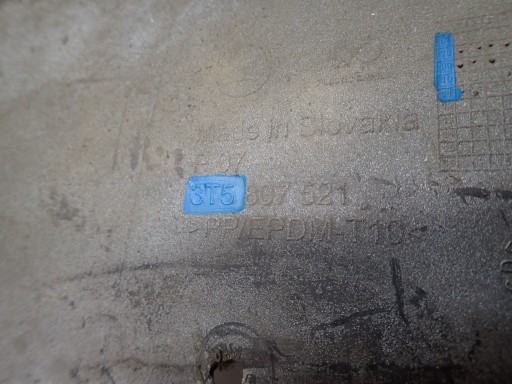 Made in Slovakia
3T5 807 521
>PP/EPDM-T10<